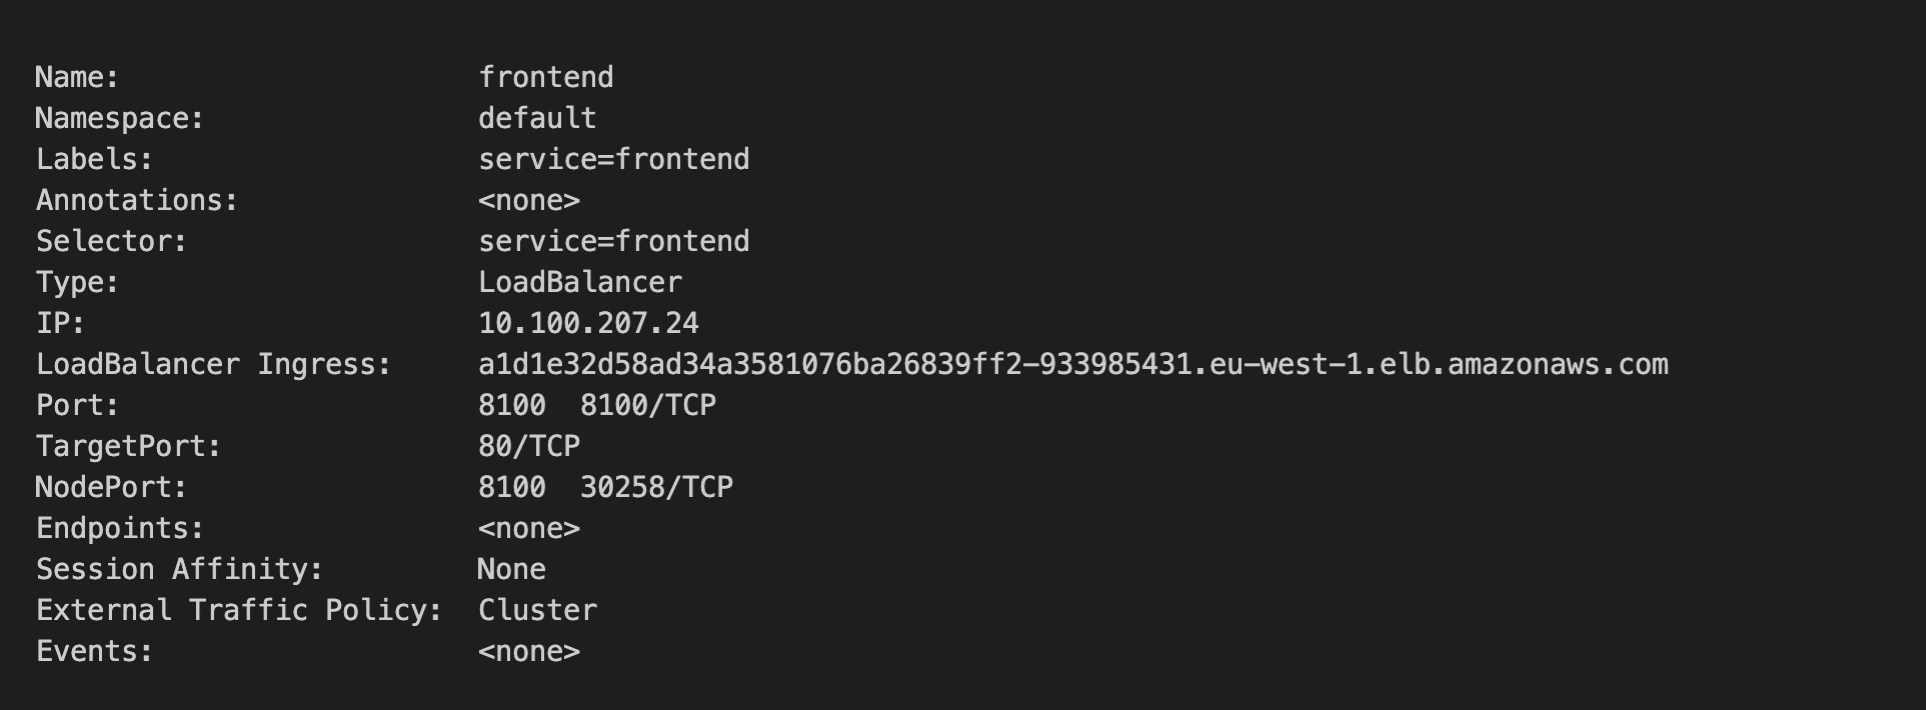 Name: frontend
Namespace: default
Labels: service=frontend
Annotations: <none>
Selector: service=frontend
Type: LoadBalancer
IP: 10.100.207.24
LoadBalancer Ingress: a1d1e32d58ad34a3581076ba26839ff2-933985431.eu-west-1.elb.amazonaws.com
Port: 8100 8100/TCP
TargetPort: 80/TCP
NodePort: 8100 30258/TCP
Endpoints: <none>
Session Affinity: None
External Traffic Policy: Cluster
Events: <none>